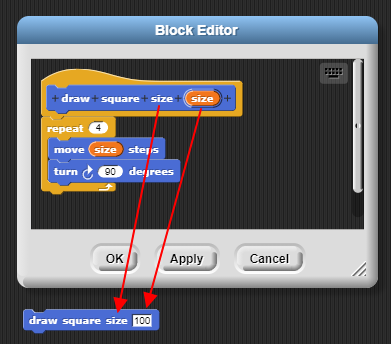 Block Editor
+ draw + square + size + size +
repeat 4
move size steps
turn 90 degrees
OK Apply Cancel
draw square size 100